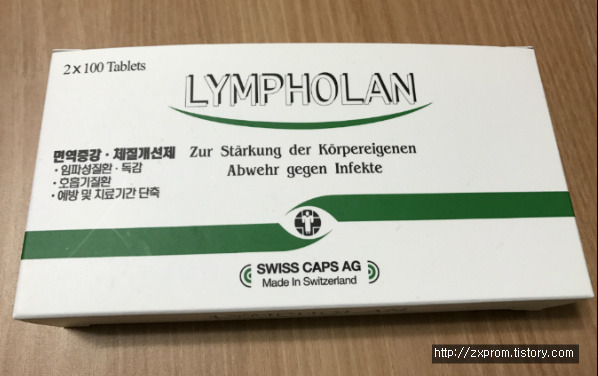 2 x 100 Tablets
LYMPHOLAN
면역증강 · 체질개선제
· 임파성질환 · 독감
· 호흡기질환
· 예방 및 치료기간 단축
Zur Stärkung der Körpereigenen
Abwehr gegen Infekte
SWISS CAPS AG
Made In Switzerland
LYMPHOLAN
http://zxprom.tistory.com